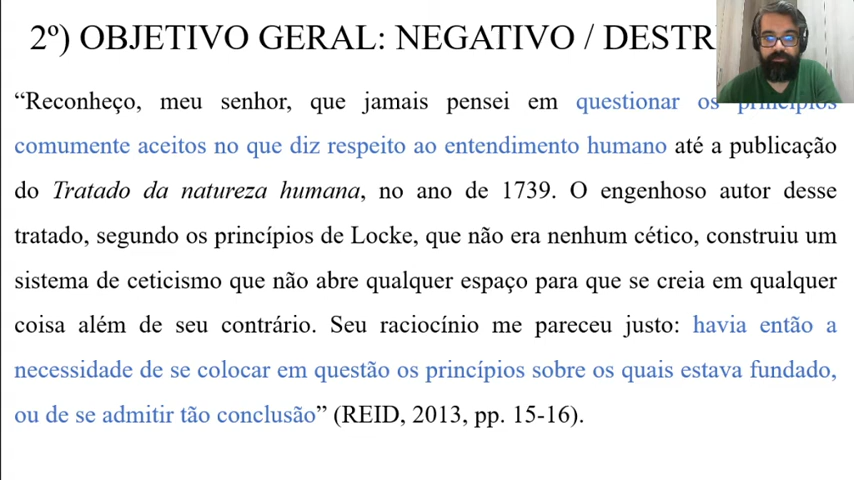 2º) OBJETIVO GERAL: NEGATIVO / DESTR
“Reconheço, meu senhor, que jamais pensei em questionar os princípios
comumente aceitos no que diz respeito ao entendimento humano até a publicação
do Tratado da natureza humana, no ano de 1739. O engenhoso autor desse
tratado, segundo os princípios de Locke, que não era nenhum cético, construiu um
sistema de ceticismo que não abre qualquer espaço para que se creia em qualquer
coisa além de seu contrário. Seu raciocínio me pareceu justo: havia então a
necessidade de se colocar em questão os princípios sobre os quais estava fundado,
ou de se admitir tão conclusão” (REID, 2013, pp. 15-16).